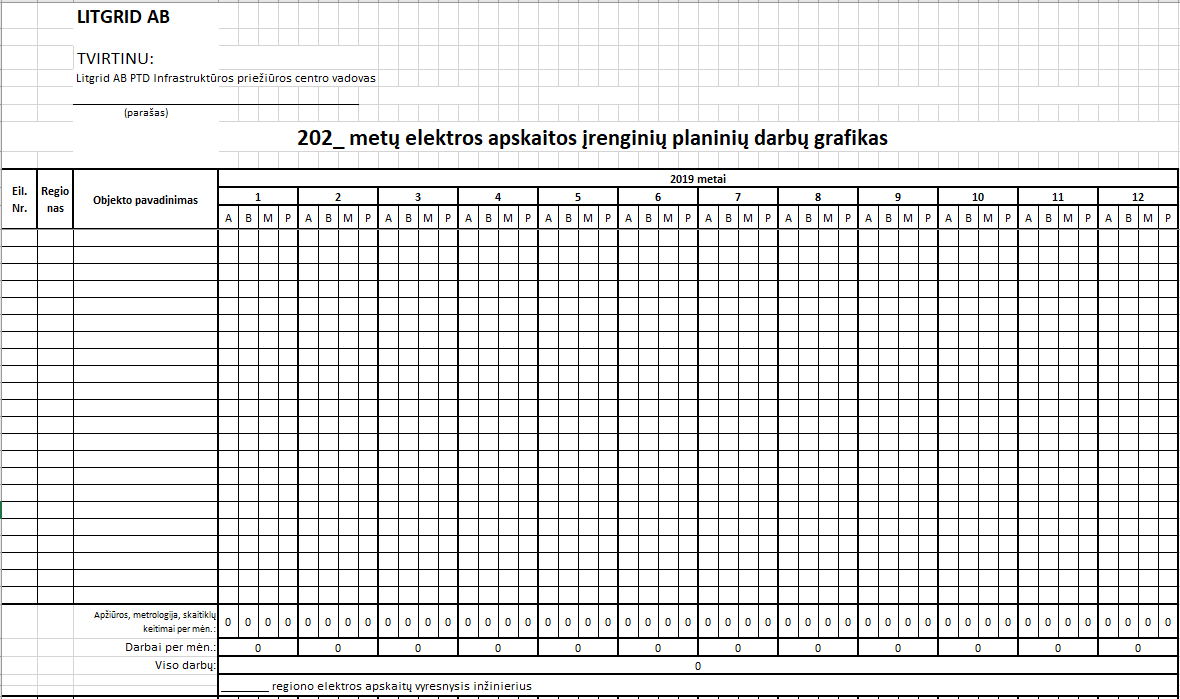 LITGRID AB
TVIRTINU:
Litgrid AB PTD Infrastruktūros priežiūros centro vadovas
(parašas)
202_ metų elektros apskaitos įrenginių planinių darbų grafikas
Eil. Nr. Regio nas Objekto pavadinimas 2019 metai
1 2 3 4 5 6 7 8 9 10 11 12
A B M P A B M P A B M P A B M P A B M P A B M P A B M P A B M P A B M P A B M P A B M P A B M P
Apžiūros, metrologija, skaitiklų
keitimai per mėn.: 0 0 0 0 0 0 0 0 0 0 0 0 0 0 0 0 0 0 0 0 0 0 0 0 0 0 0 0 0 0 0 0 0 0 0 0 0 0 0 0 0 0 0 0 0 0 0 0
Darbai per mėn.: 0 0 0 0 0 0 0 0 0 0 0 0
Viso darbų: 0
________ regiono elektros apskaitų vyresnysis inžinierius